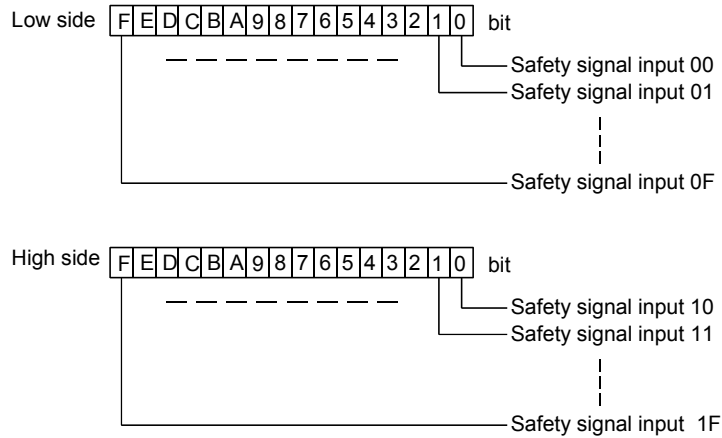 Low side F E D C B A 9 8 7 6 5 4 3 2 1 0 bit
Safety signal input 00
Safety signal input 01
Safety signal input 0F
High side F E D C B A 9 8 7 6 5 4 3 2 1 0 bit
Safety signal input 10
Safety signal input 11
Safety signal input 1F